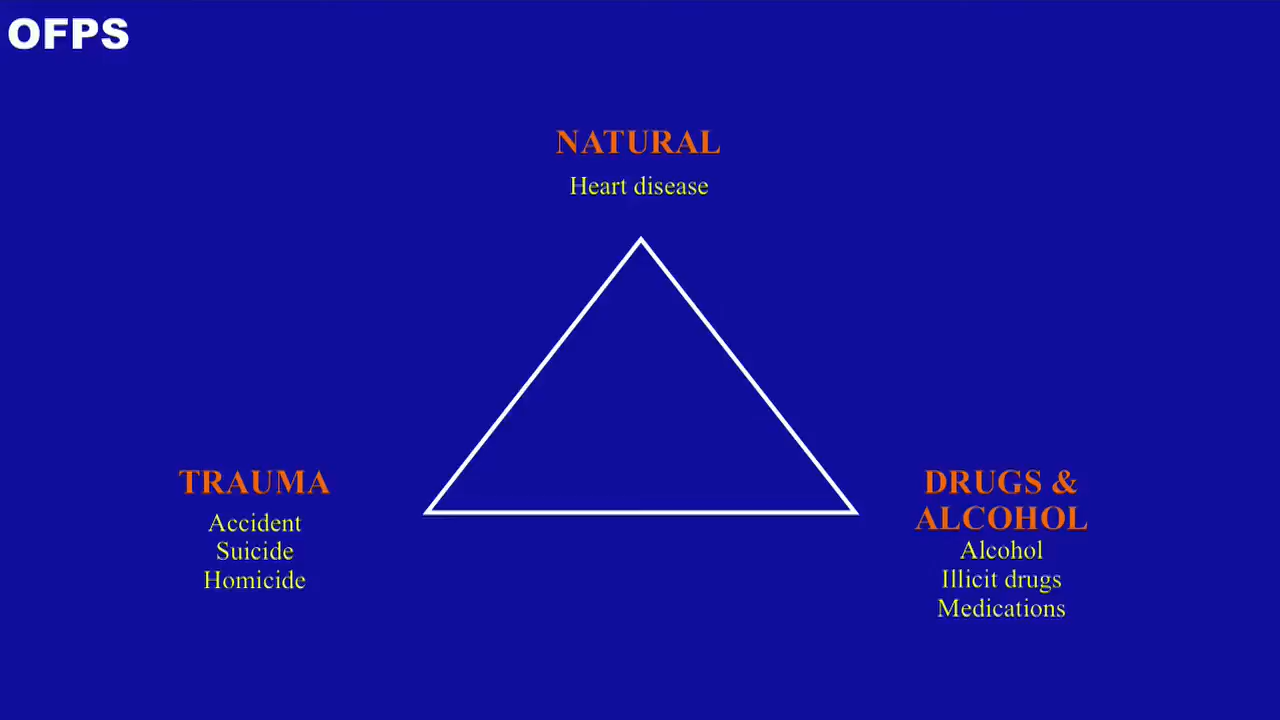 OFPS
NATURAL
Heart disease
TRAUMA
Accident
Suicide
Homicide
DRUGS &
ALCOHOL
Alcohol
Illicit drugs
Medications